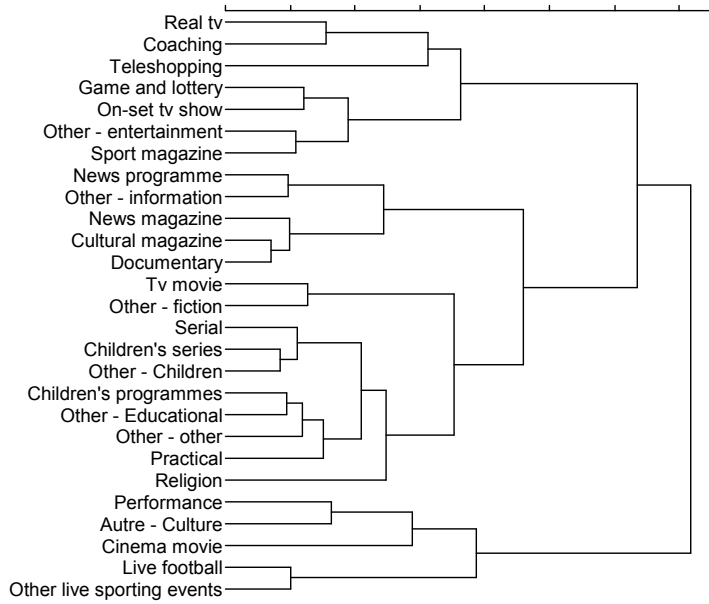 Real tv
Coaching
Teleshopping
Game and lottery
On-set tv show
Other - entertainment
Sport magazine
News programme
Other - information
News magazine
Cultural magazine
Documentary
Tv movie
Other - fiction
Serial
Children's series
Other - Children
Children's programmes
Other - Educational
Other - other
Practical
Religion
Performance
Autre - Culture
Cinema movie
Live football
Other live sporting events